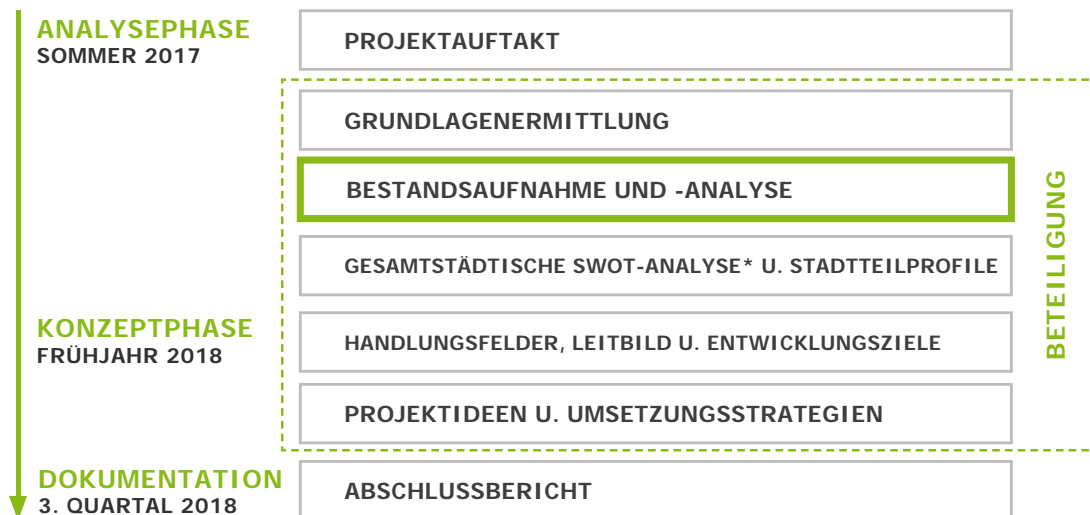 ANALYSEPHASE
SOMMER 2017
PROJEKTAUFTAKT
GRUNDLAGENERMITTLUNG
BESTANDSAUFNAHME UND -ANALYSE
GESAMTSTÄDTISCHE SWOT-ANALYSE* U. STADTTEILPROFILE
KONZEPTPHASE
FRÜHJAHR 2018
HANDLUNGSFELDER, LEITBILD U. ENTWICKLUNGSZIELE
PROJEKTIDEEN U. UMSETZUNGSSTRATEGIEN
BETEILIGUNG
DOKUMENTATION
3. QUARTAL 2018
ABSCHLUSSBERICHT